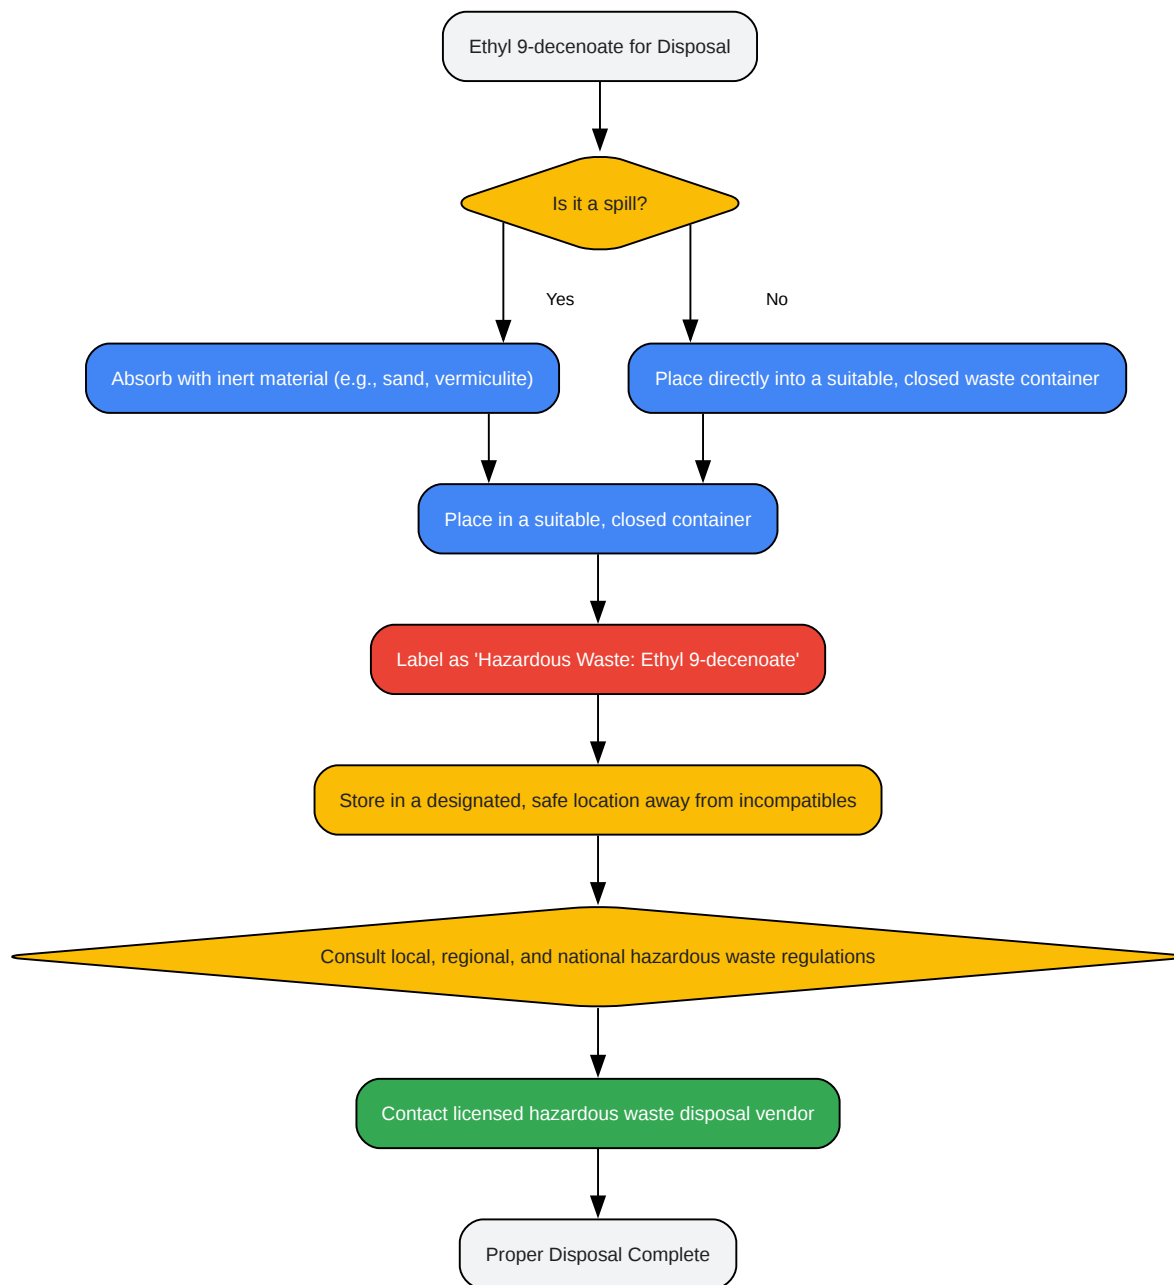 Ethyl 9-decenoate for Disposal
Is it a spill?
Yes
No
Absorb with inert material (e.g., sand, vermiculite)
Place directly into a suitable, closed waste container
Place in a suitable, closed container
Label as 'Hazardous Waste: Ethyl 9-decenoate'
Store in a designated, safe location away from incompatibles
Consult local, regional, and national hazardous waste regulations
Contact licensed hazardous waste disposal vendor
Proper Disposal Complete